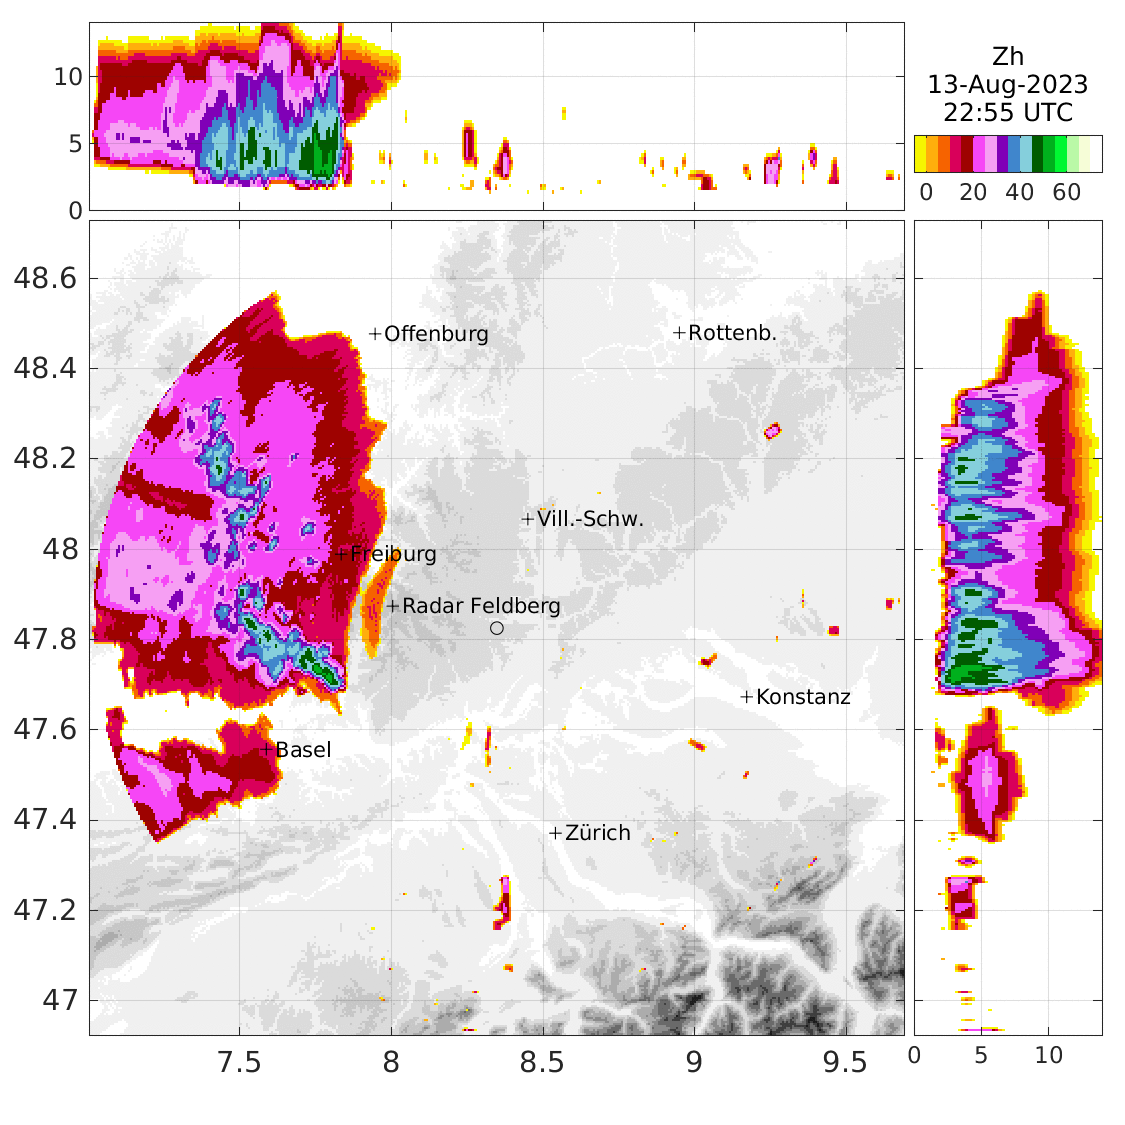 10
5
0
Zh
13-Aug-2023
22:55 UTC
0 20 40 60
48.6
48.4
48.2
48
47.8
47.6
47.4
47.2
47
+Offenburg
+Rottenb.
+Vill.-Schw.
+Freiburg
+Radar Feldberg
+Konstanz
+Basel
+Zürich
7.5 8 8.5 9 9.5
0 5 10